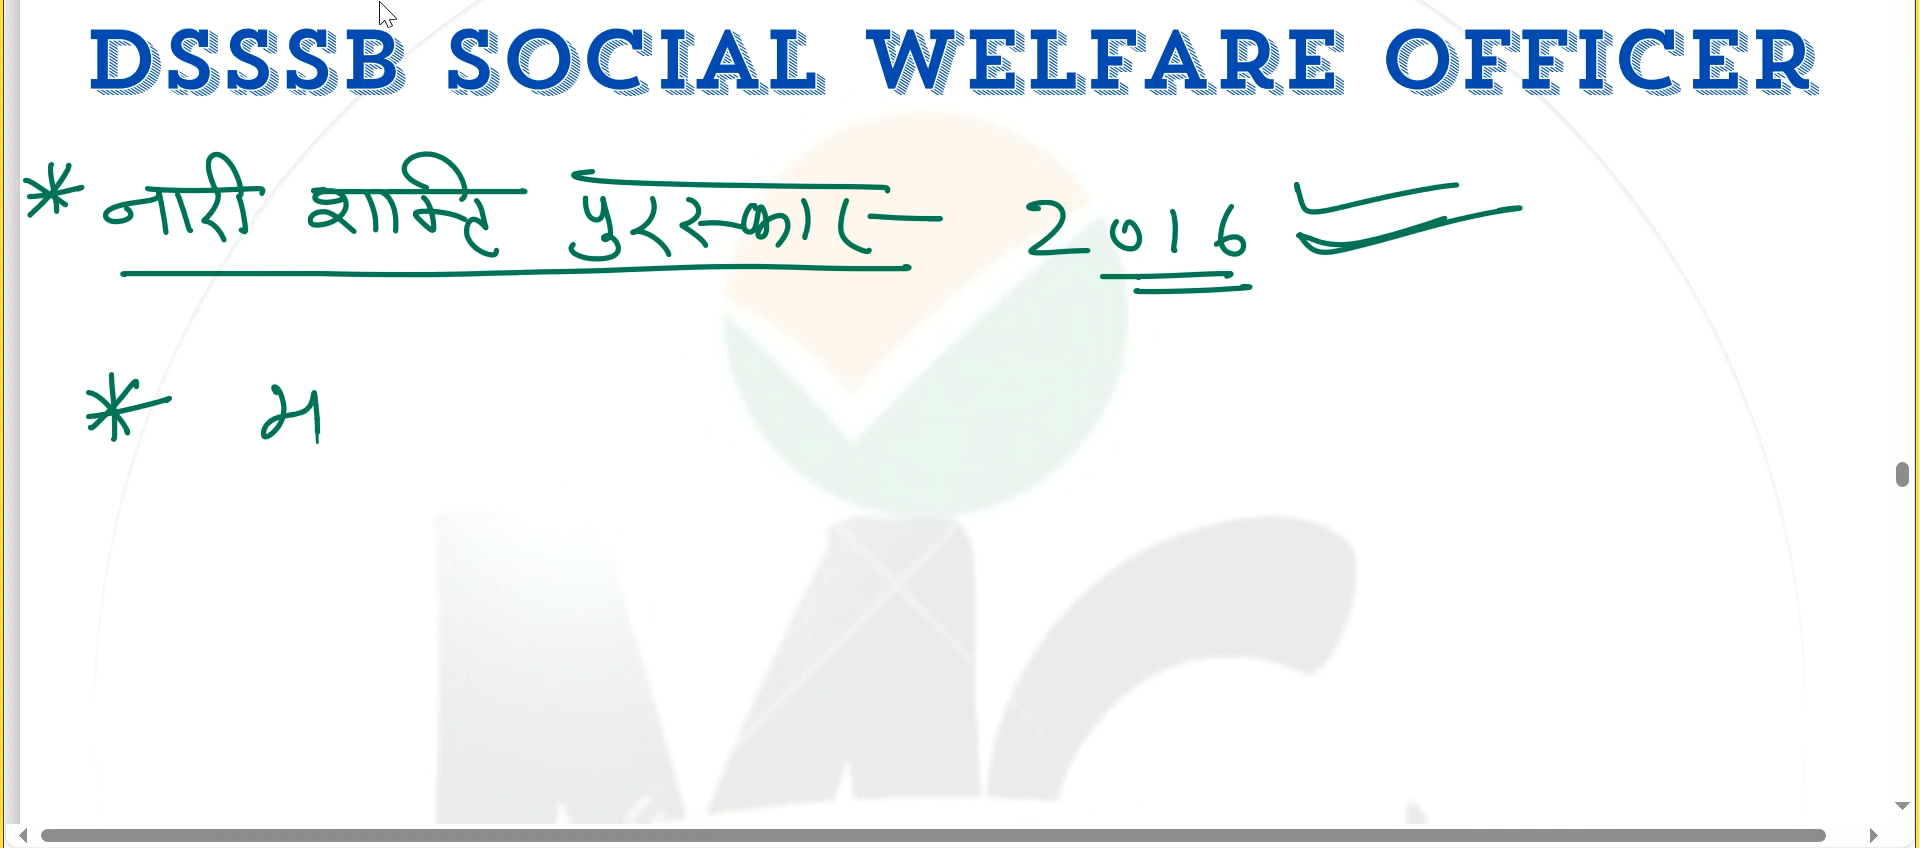 DSSSB SOCIAL WELFARE OFFICER
* नारी शक्ति पुरस्कार — 2016
* म